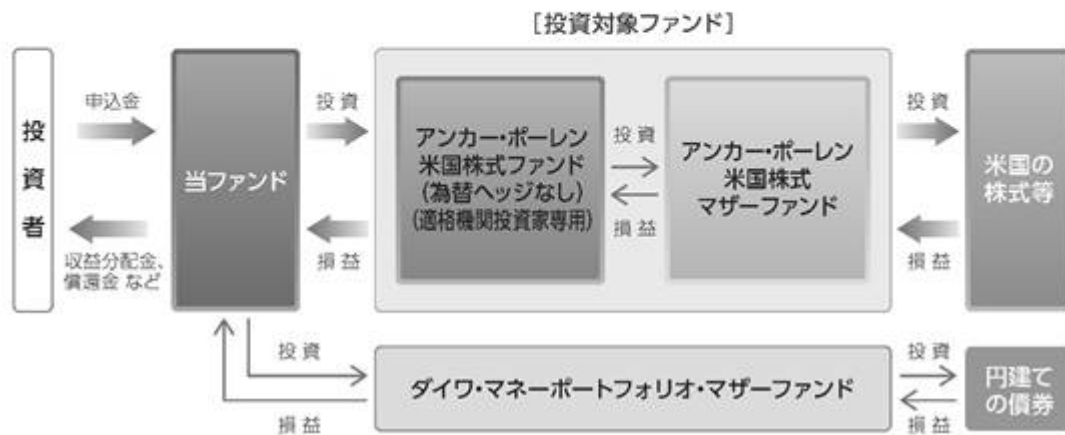 [投資対象ファンド]
投資者
申込金
収益分配金、
償還金 など
当ファンド
投資
損益
アンカー・ポーレン
米国株式ファンド
(為替ヘッジなし)
(適格機関投資家専用)
投資
損益
アンカー・ポーレン
米国株式
マザーファンド
投資
損益
米国の
株式等
投資
損益
ダイワ・マネーポートフォリオ・マザーファンド
投資
損益
円建て
の債券